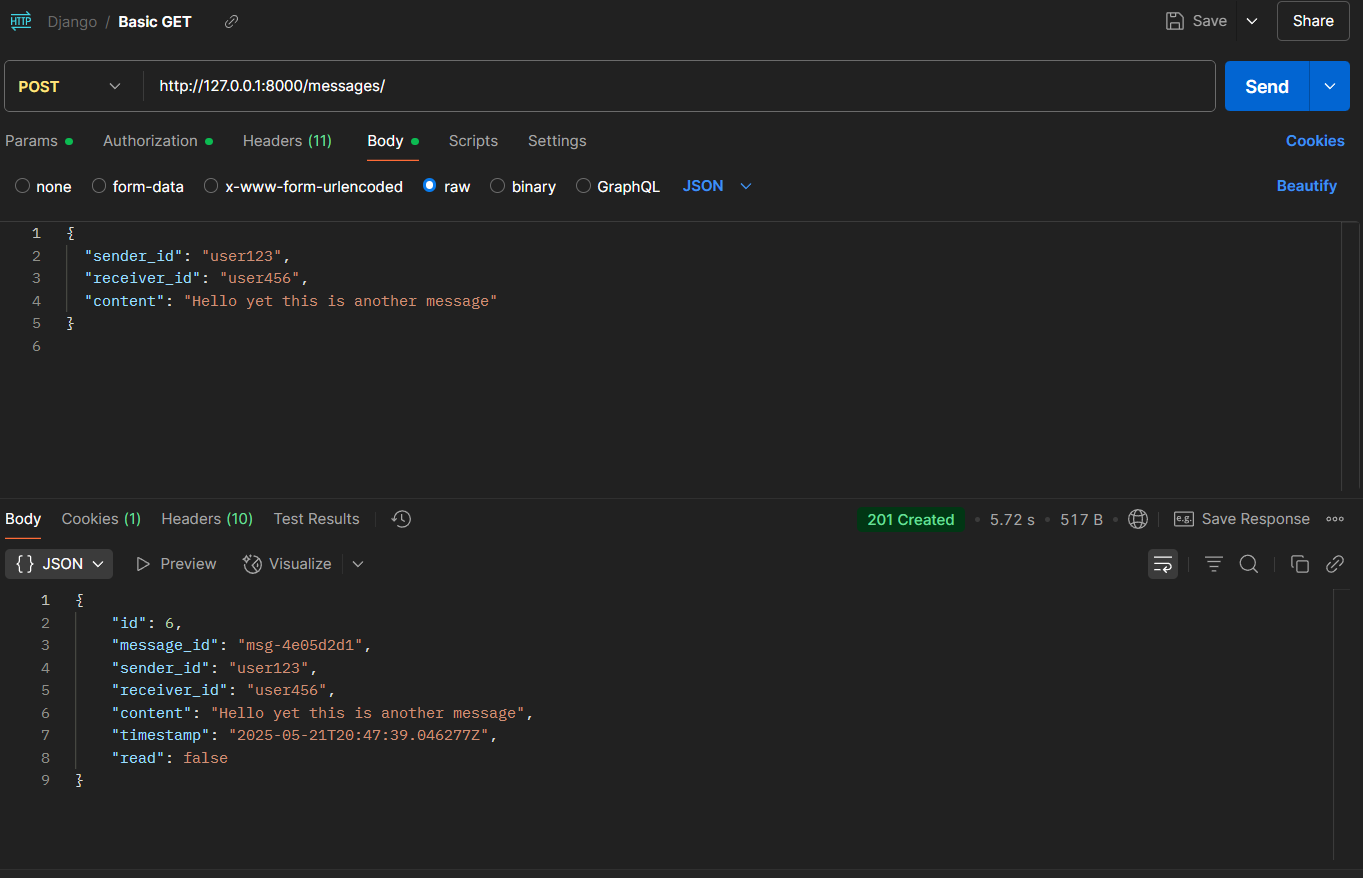 HTTP Django / Basic GET Save Share
POST http://127.0.0.1:8000/messages/ Send
Params Authorization Headers (11) Body Scripts Settings Cookies
none form-data x-www-form-urlencoded raw binary GraphQL JSON Beautify
1 {
2 "sender_id": "user123",
3 "receiver_id": "user456",
4 "content": "Hello yet this is another message"
5 }
6
Body Cookies (1) Headers (10) Test Results 201 Created • 5.72 s • 517 B • e.g. Save Response
{} JSON Preview Visualize
1 {
2 "id": 6,
3 "message_id": "msg-4e05d2d1",
4 "sender_id": "user123",
5 "receiver_id": "user456",
6 "content": "Hello yet this is another message",
7 "timestamp": "2025-05-21T20:47:39.046277Z",
8 "read": false
9 }